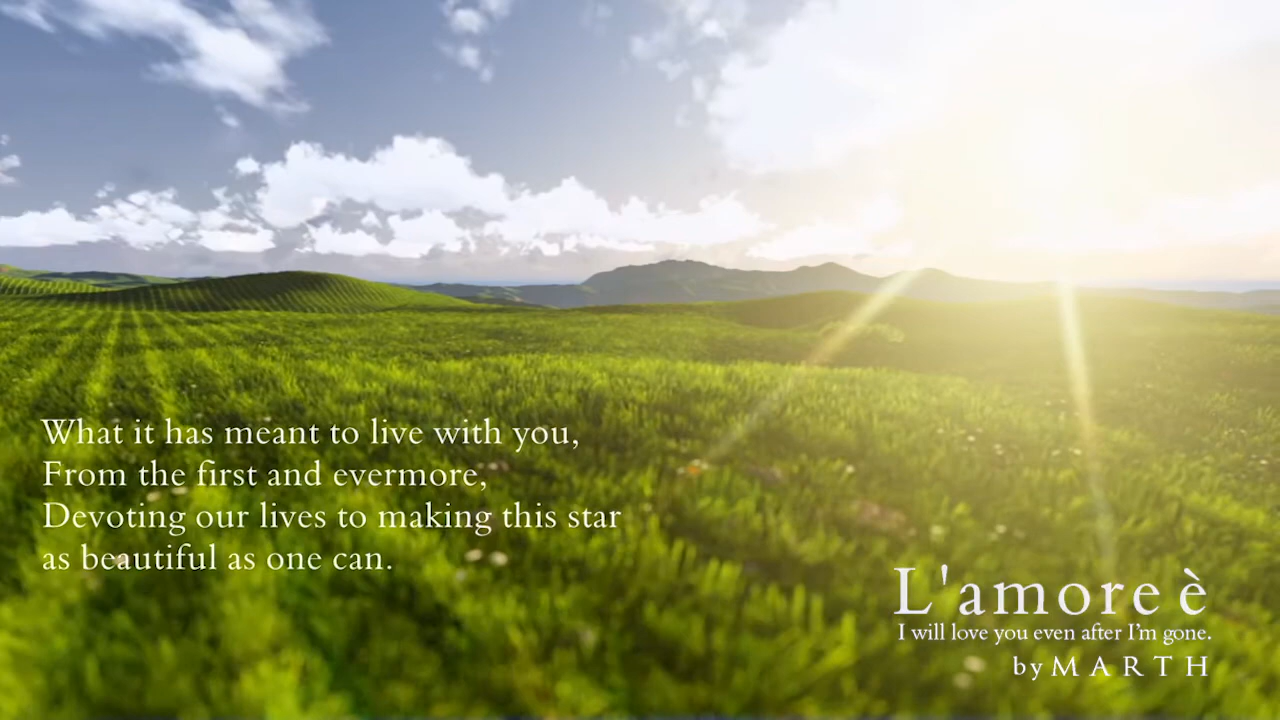 What it has meant to live with you,
From the first and evermore,
Devoting our lives to making this star
as beautiful as one can.
L'amore è
I will love you even after I'm gone.
by MARTH